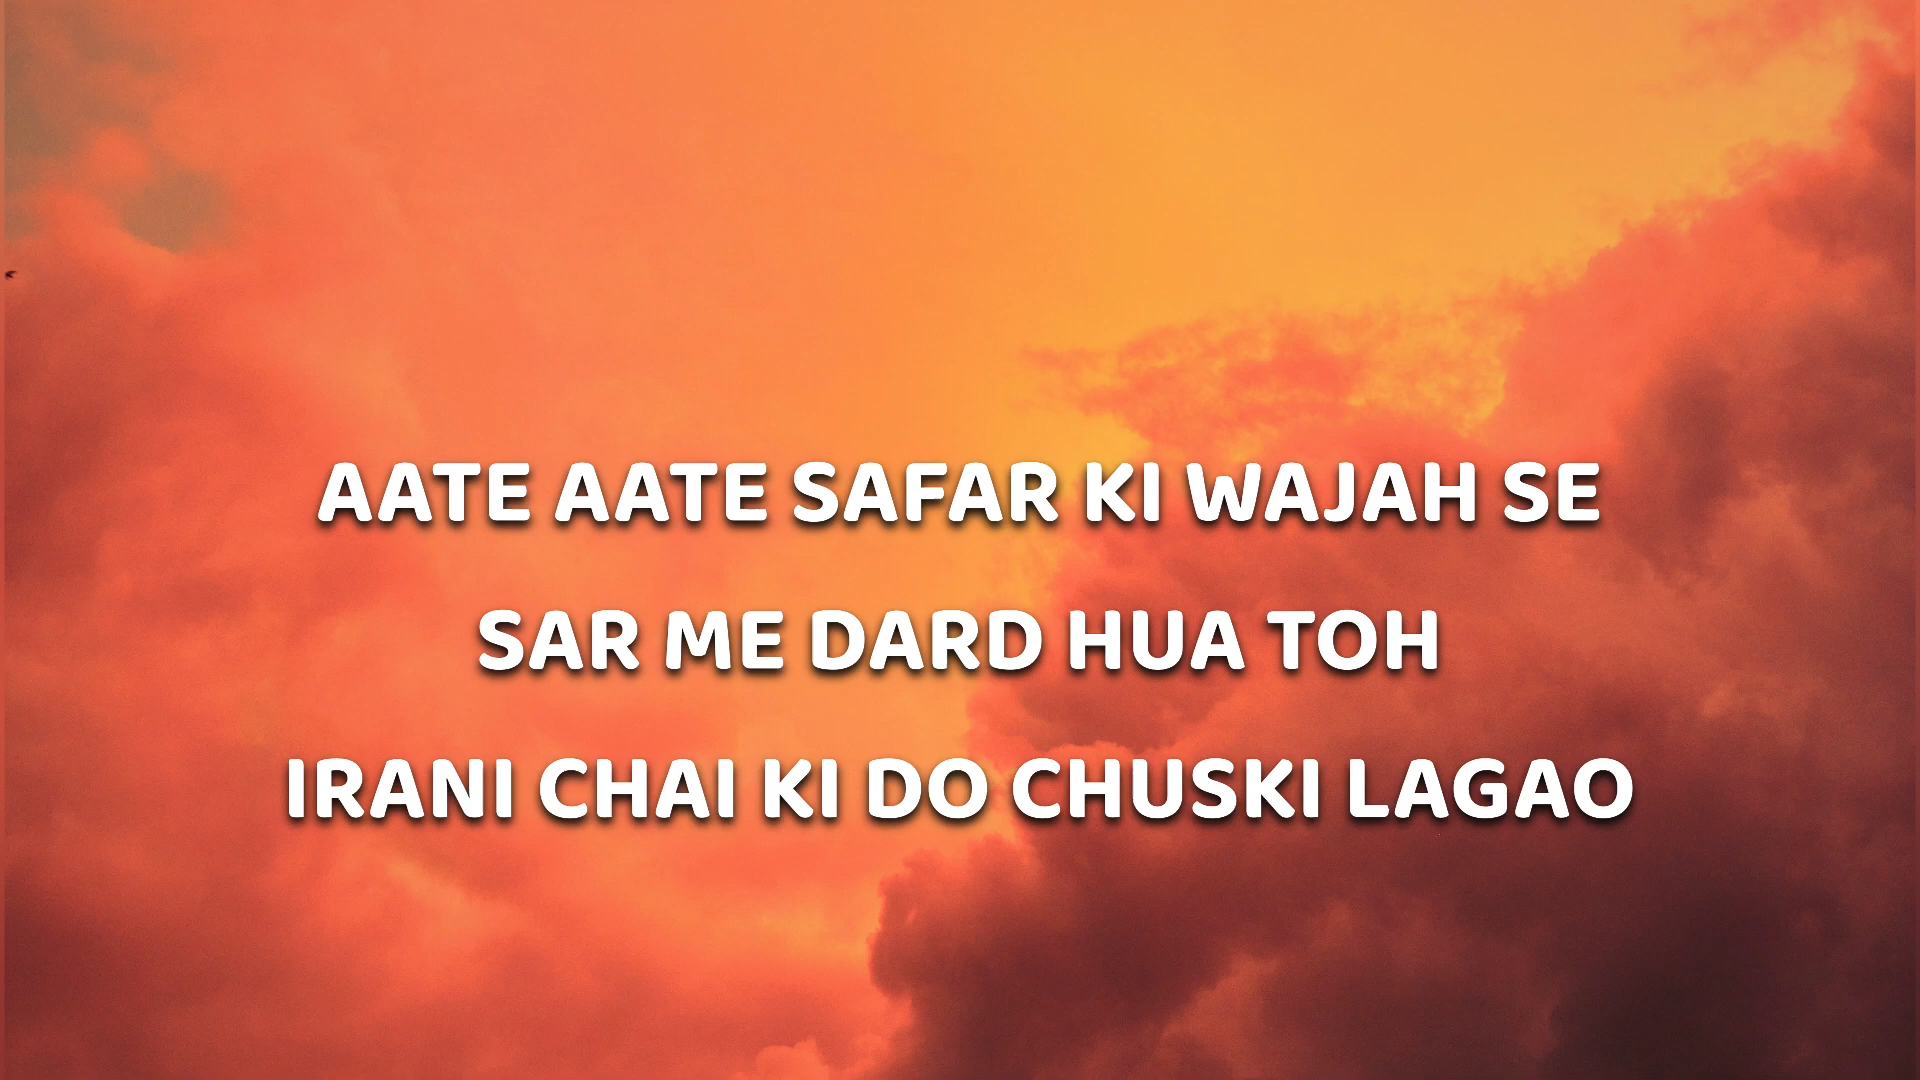 AATE AATE SAFAR KI WAJAH SE
SAR ME DARD HUA TOH
IRANI CHAI KI DO CHUSKI LAGAO